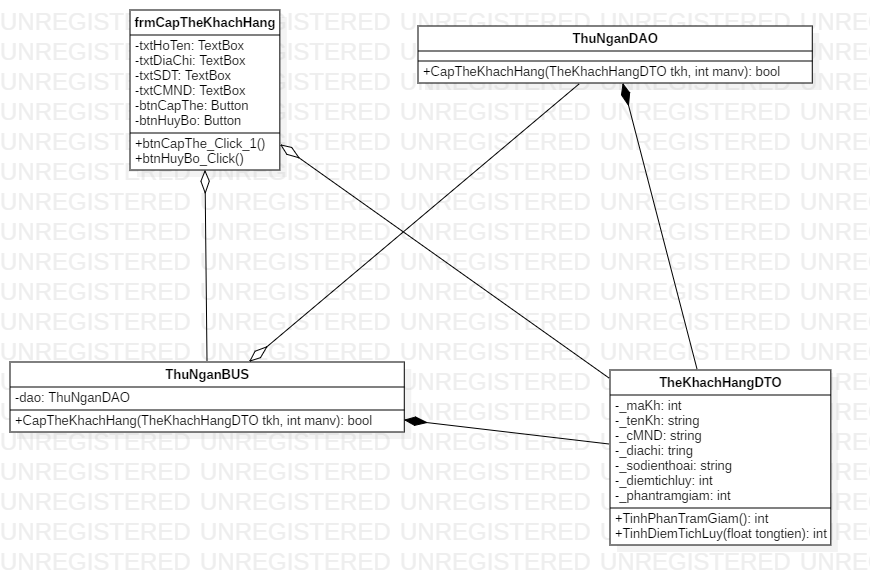 frmCapTheKhachHang
-txtHoTen: TextBox
-txtDiaChi: TextBox
-txtSDT: TextBox
-txtCMND: TextBox
-btnCapThe: Button
-btnHuyBo: Button
+btnCapThe_Click_1()
+btnHuyBo_Click()
ThuNganDAO
+CapTheKhachHang(TheKhachHangDTO tkh, int manv): bool
ThuNganBUS
-dao: ThuNganDAO
+CapTheKhachHang(TheKhachHangDTO tkh, int manv): bool
TheKhachHangDTO
-_maKh: int
-_tenKh: string
-_cMND: string
-_diachi: tring
-_sodienthoai: string
-_diemtichluy: int
-_phantramgiam: int
+TinhPhanTramGiam(): int
+TinhDiemTichLuy(float tongtien): int
UNREGISTERED